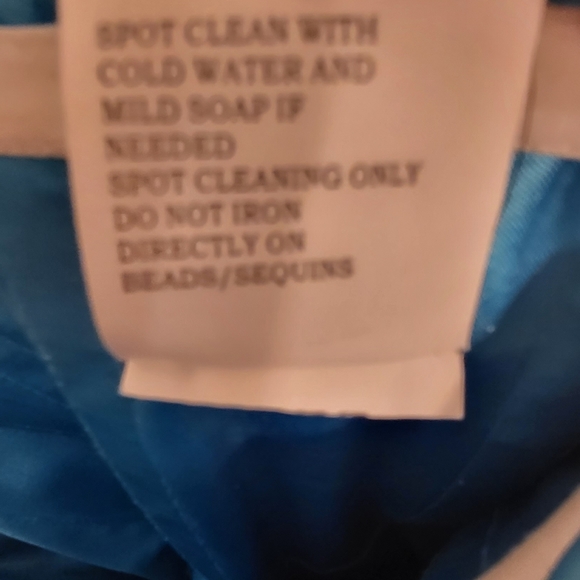 SPOT CLEAN WITH
COLD WATER AND
MILD SOAP IF
NEEDED
SPOT CLEANING ONLY
DO NOT IRON
DIRECTLY ON
BEADS/SEQUINS